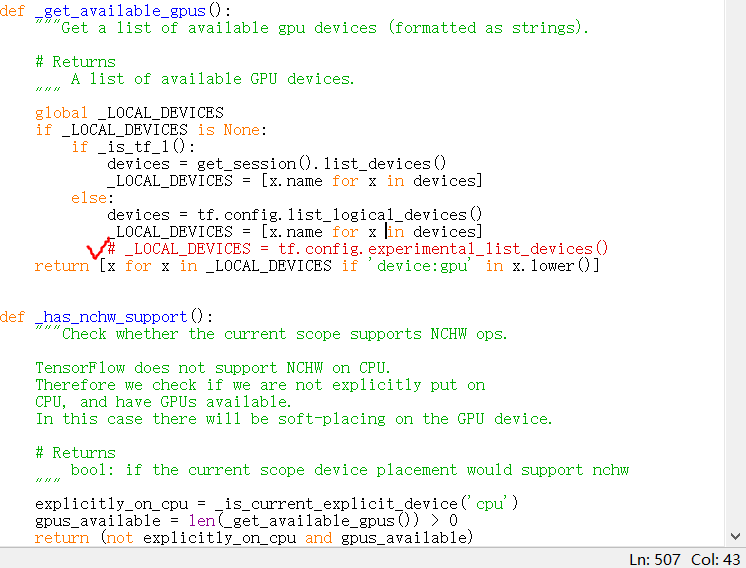 def _get_available_gpus():
    """Get a list of available gpu devices (formatted as strings).

    # Returns
        A list of available GPU devices.
    """
    global _LOCAL_DEVICES
    if _LOCAL_DEVICES is None:
        if _is_tf_1():
            devices = get_session().list_devices()
            _LOCAL_DEVICES = [x.name for x in devices]
        else:
            devices = tf.config.list_logical_devices()
            _LOCAL_DEVICES = [x.name for x in devices]
            # _LOCAL_DEVICES = tf.config.experimental_list_devices()
    return [x for x in _LOCAL_DEVICES if 'device:gpu' in x.lower()]

def _has_nchw_support():
    """Check whether the current scope supports NCHW ops.

    TensorFlow does not support NCHW on CPU.
    Therefore we check if we are not explicitly put on
    CPU, and have GPUs available.
    In this case there will be soft-placing on the GPU device.

    # Returns
        bool: if the current scope device placement would support nchw
    """
    explicitly_on_cpu = _is_current_explicit_device('cpu')
    gpus_available = len(_get_available_gpus()) > 0
    return (not explicitly_on_cpu and gpus_available)
Ln: 507 Col: 43